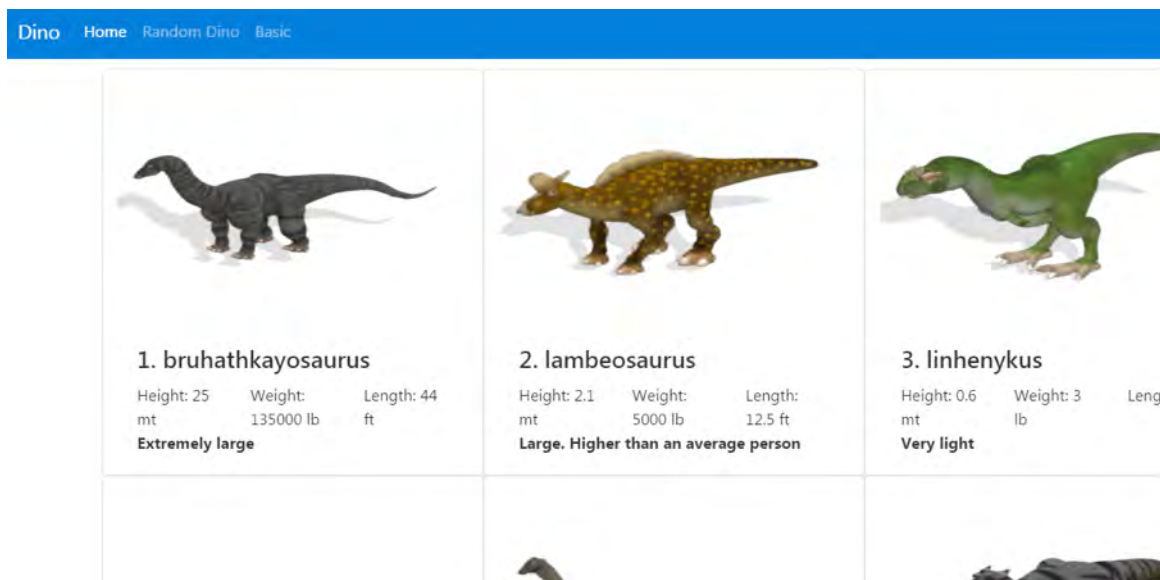 Dino Home Random Dino Basic
1. bruhathkayosaurus
Height: 25 mt
Weight: 135000 lb
Length: 44 ft
Extremely large
2. lambeosaurus
Height: 2.1 mt
Weight: 5000 lb
Length: 12.5 ft
Large. Higher than an average person
3. linhenykus
Height: 0.6 mt
Weight: 3 lb
Very light